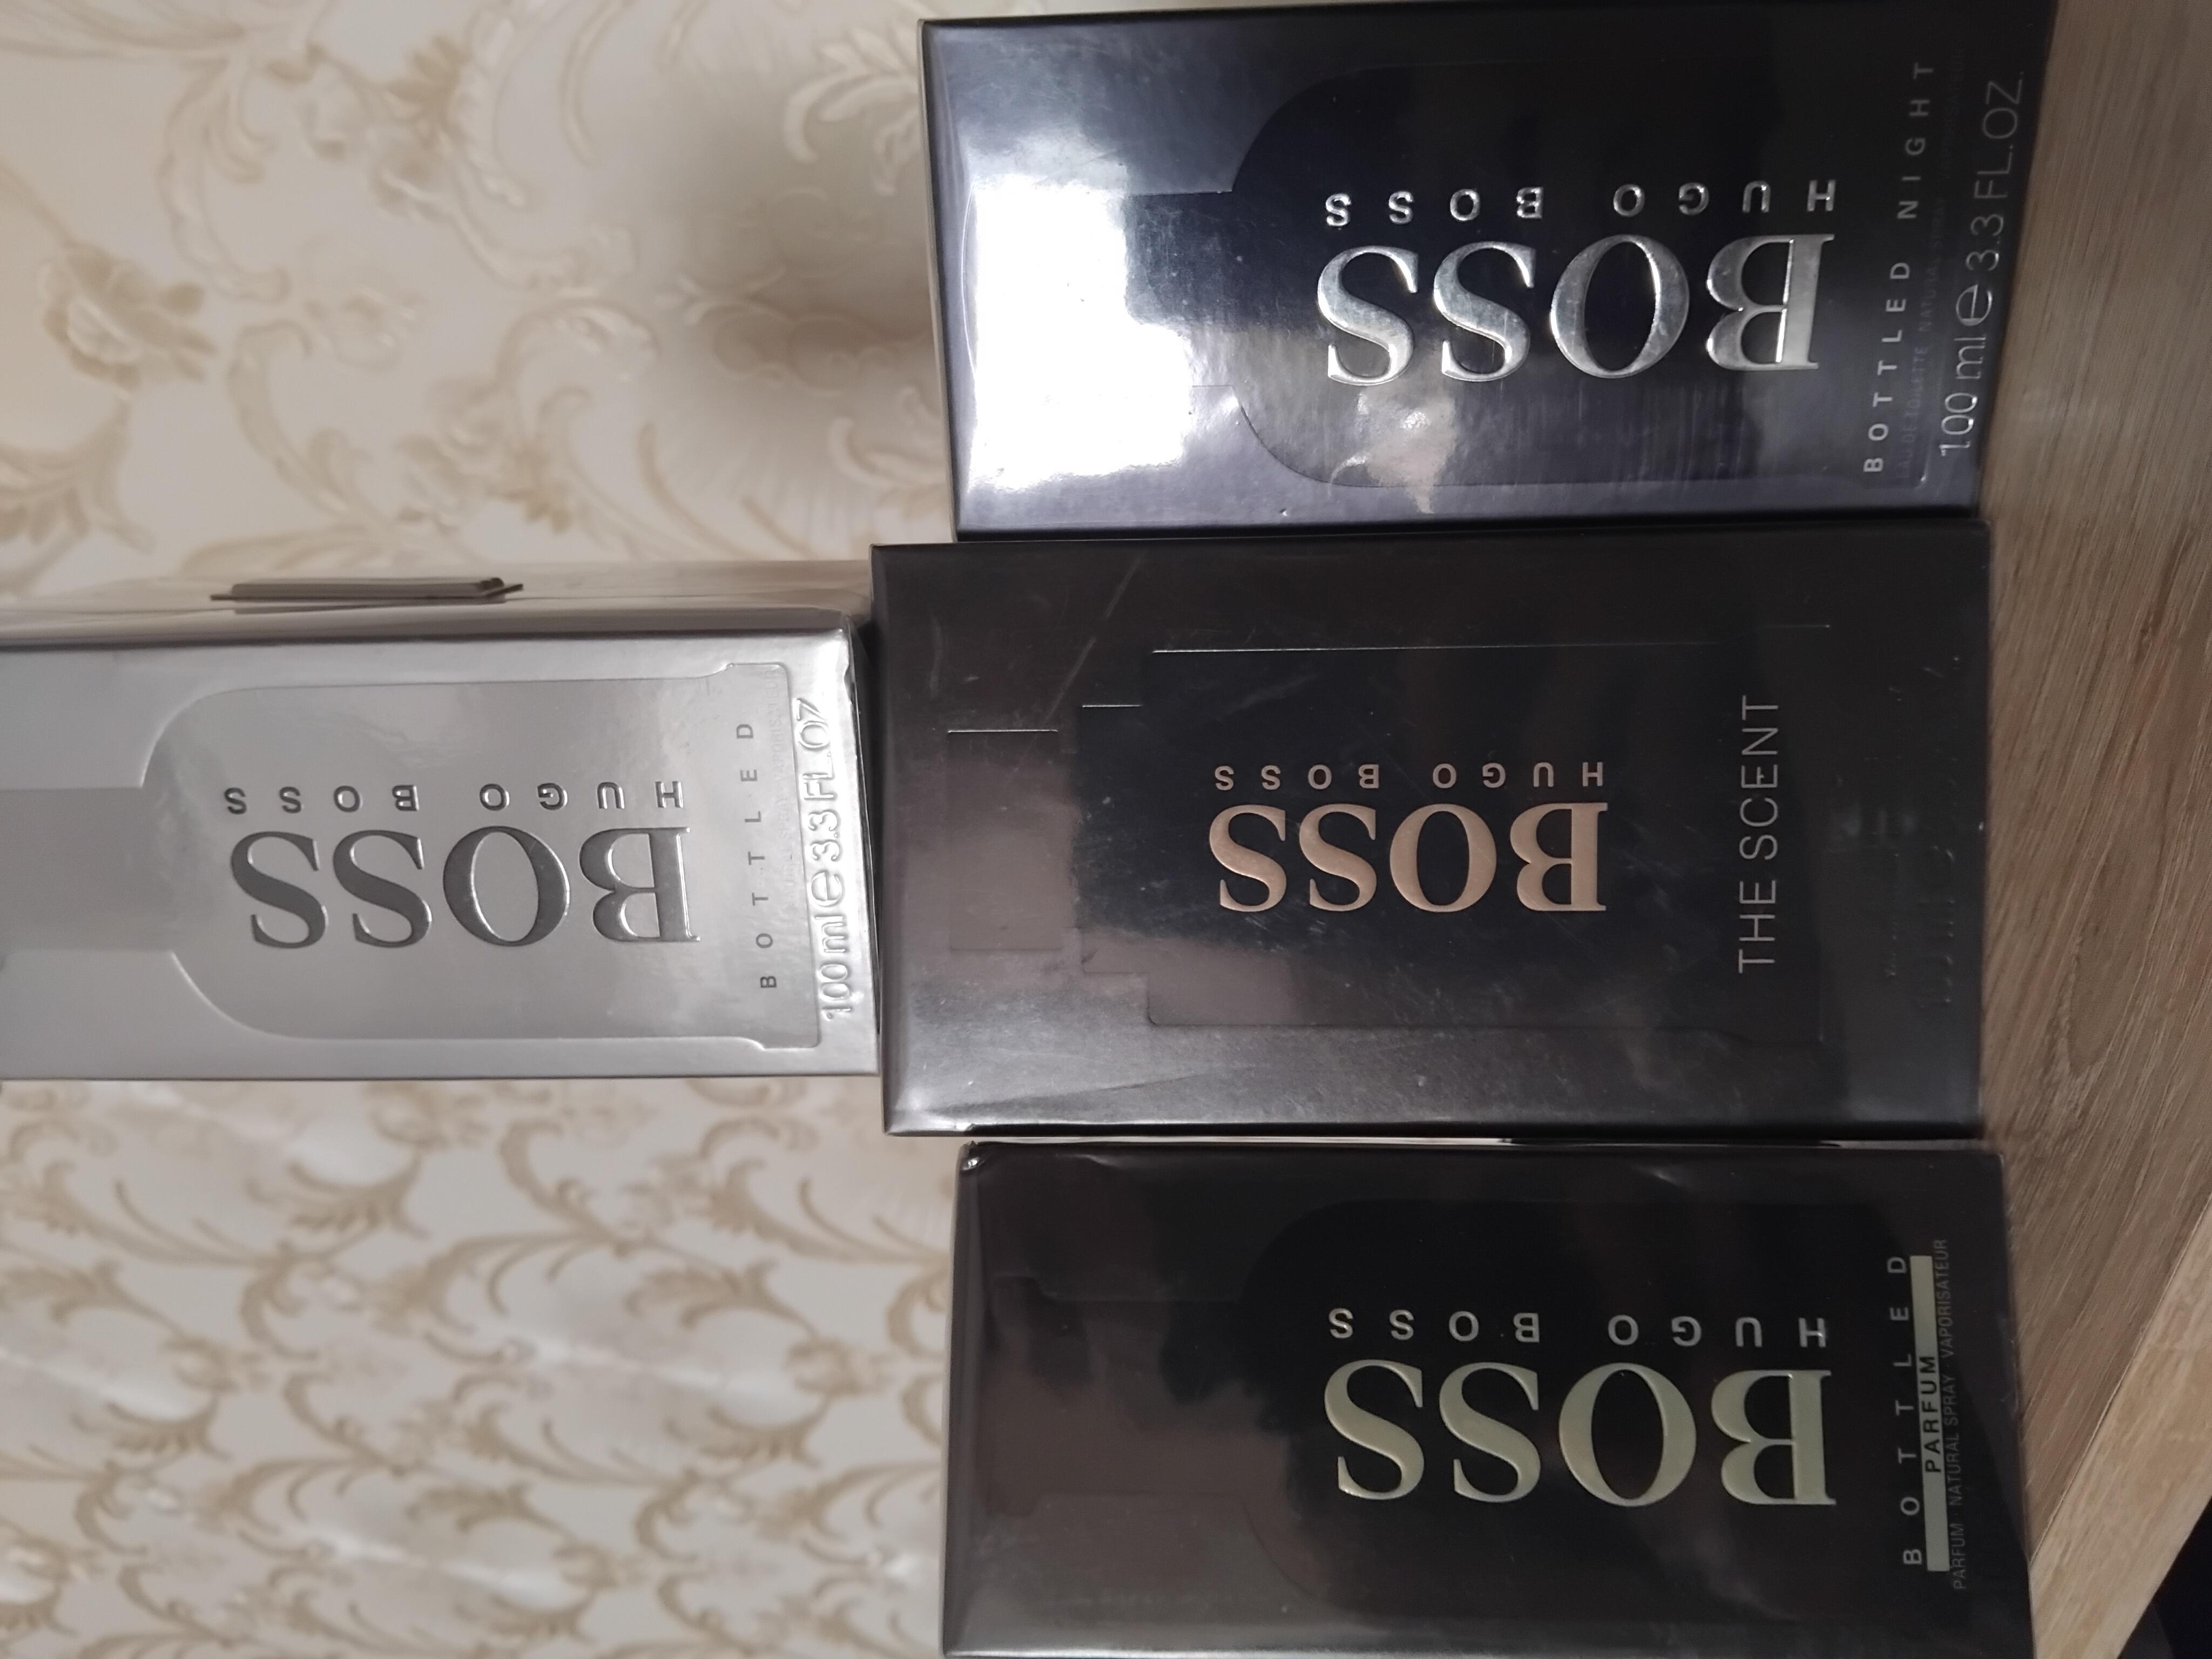 BOSS
HUGO BOSS
BOTTLED
100 ml e 3.3 FL.OZ.
BOSS
HUGO BOSS
BOTTLED
PARFUM
PARFUM NATURAL SPRAY VAPORISATEUR
BOSS
HUGO BOSS
THE SCENT
BOSS
HUGO BOSS
BOTTLED NIGHT
EAU DE TOILETTE NATURAL SPRAY VAPORISATEUR
100 ml e 3.3 FL.OZ.